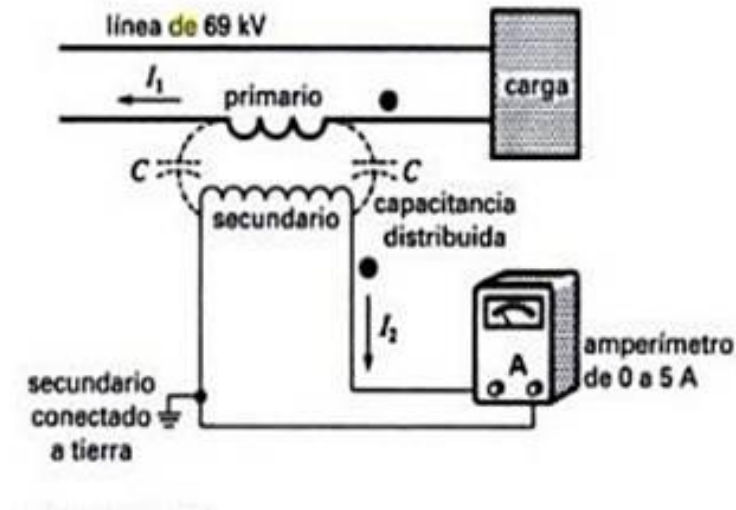 línea de 69 kV
I₁
primario
carga
C
C
secundario
capacitancia
distribuida
I₂
A
amperímetro
de 0 a 5 A
secundario
conectado
a tierra